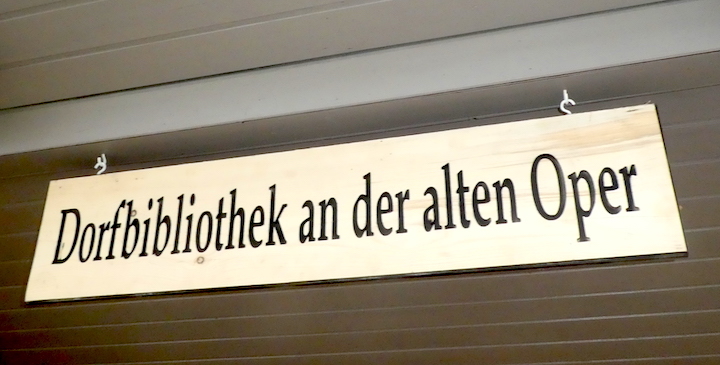 Dorfbibliothek an der alten Oper